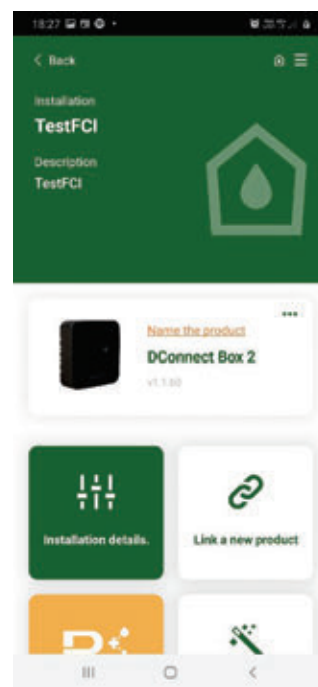 18:27
Back
Installation
TestFCI
Description
TestFCI
Name the product
DConnect Box 2
v1.1.60
Installation details.
Link a new product